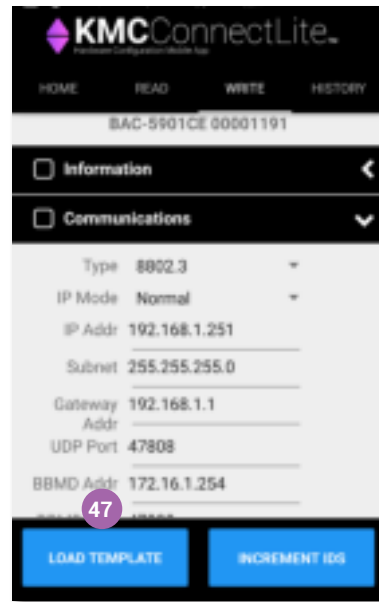 KMCConnectLite™
Hardware Configuration Mobile App
HOME READ WRITE HISTORY
BAC-5901CE 00001191
Information
Communications
Type 8802.3
IP Mode Normal
IP Addr 192.168.1.251
Subnet 255.255.255.0
Gateway Addr 192.168.1.1
UDP Port 47808
BBMD Addr 172.16.1.254
47
LOAD TEMPLATE INCREMENT IDS